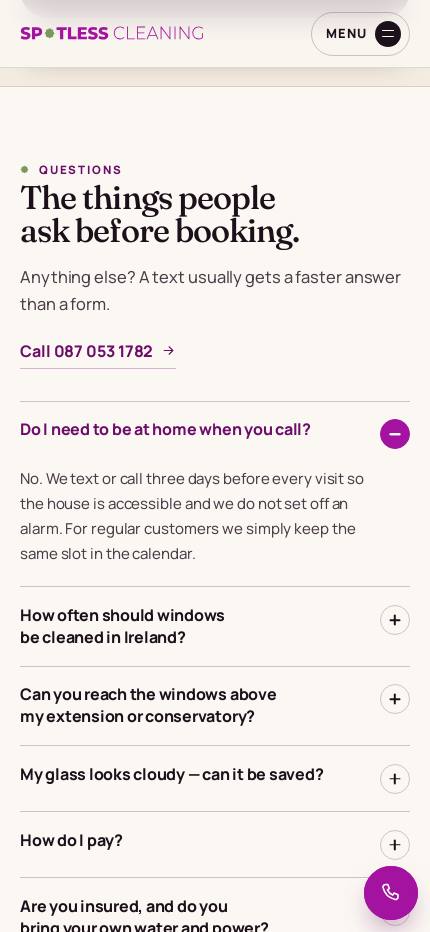 SPOTLESS CLEANING
MENU
QUESTIONS
The things people
ask before booking.
Anything else? A text usually gets a faster answer
than a form.
Call 087 053 1782 →
Do I need to be at home when you call?
No. We text or call three days before every visit so
the house is accessible and we do not set off an
alarm. For regular customers we simply keep the
same slot in the calendar.
How often should windows
be cleaned in Ireland?
Can you reach the windows above
my extension or conservatory?
My glass looks cloudy — can it be saved?
How do I pay?
Are you insured, and do you
bring your own water and power?